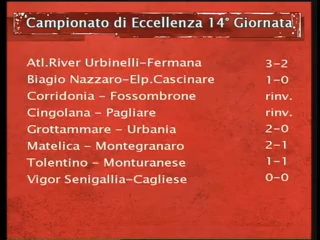 Campionato di Eccellenza 14° Giornata
Atl.River Urbinelli-Fermana 3-2
Biagio Nazzaro-Elp.Cascinare 1-0
Corridonia - Fossombrone rinv.
Cingolana - Pagliare rinv.
Grottammare - Urbania 2-0
Matelica - Montegranaro 2-1
Tolentino - Monturanese 1-1
Vigor Senigallia-Cagliese 0-0